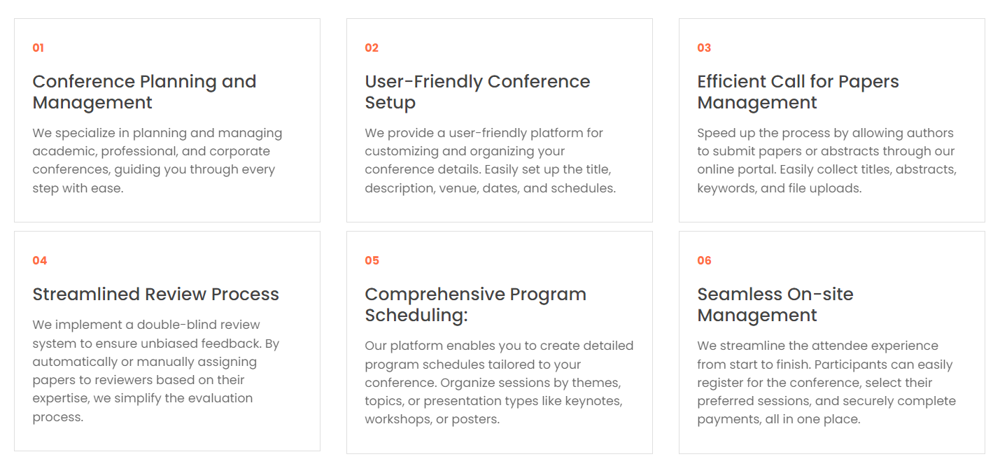 01
Conference Planning and
Management
We specialize in planning and managing
academic, professional, and corporate
conferences, guiding you through every
step with ease.
02
User-Friendly Conference
Setup
We provide a user-friendly platform for
customizing and organizing your
conference details. Easily set up the title,
description, venue, dates, and schedules.
03
Efficient Call for Papers
Management
Speed up the process by allowing authors
to submit papers or abstracts through our
online portal. Easily collect titles, abstracts,
keywords, and file uploads.
04
Streamlined Review Process
We implement a double-blind review
system to ensure unbiased feedback. By
automatically or manually assigning
papers to reviewers based on their
expertise, we simplify the evaluation
process.
05
Comprehensive Program
Scheduling:
Our platform enables you to create detailed
program schedules tailored to your
conference. Organize sessions by themes,
topics, or presentation types like keynotes,
workshops, or posters.
06
Seamless On-site
Management
We streamline the attendee experience
from start to finish. Participants can easily
register for the conference, select their
preferred sessions, and securely complete
payments, all in one place.